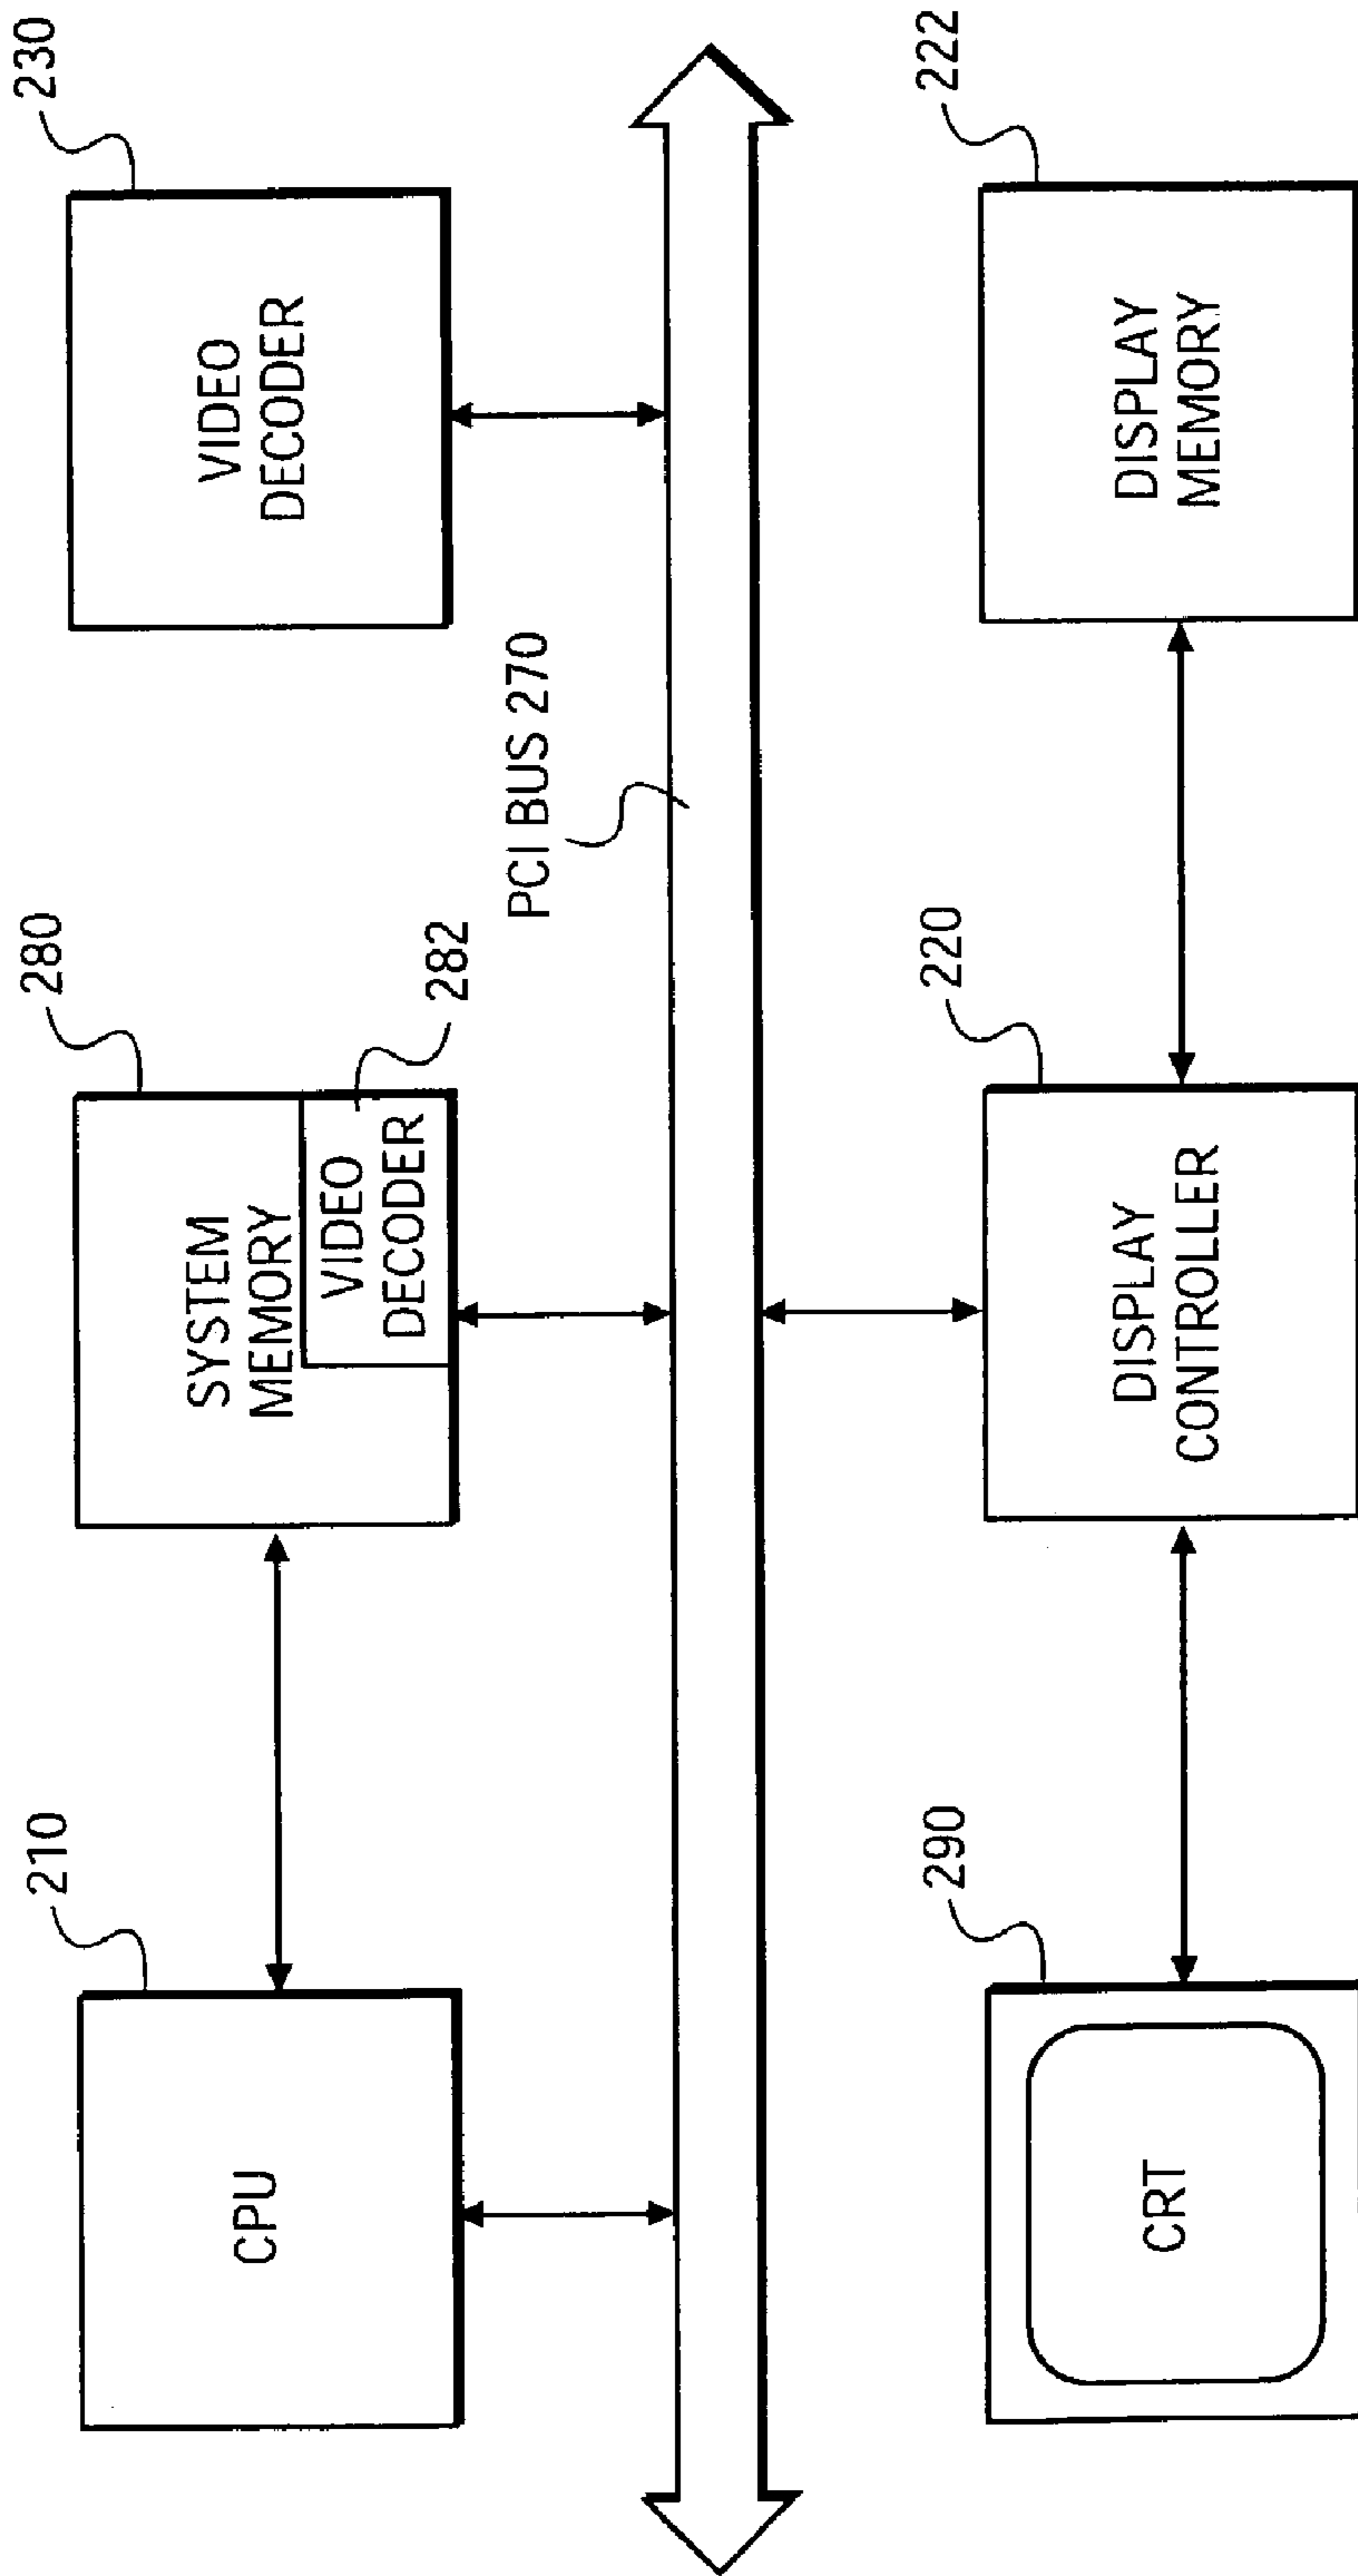 210
CPU
280
SYSTEM
MEMORY
VIDEO
DECODER
282
230
VIDEO
DECODER
PCI BUS 270
290
CRT
220
DISPLAY
CONTROLLER
222
DISPLAY
MEMORY